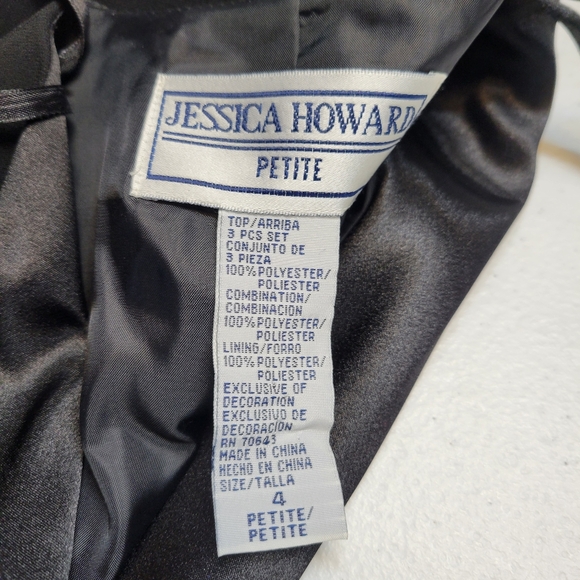 JESSICA HOWARD
PETITE
TOP/ARRIBA
3 PCS SET
CONJUNTO DE
3 PIEZA
100%POLYESTER/
POLIESTER
COMBINATION/
COMBINACION
100%POLYESTER/
POLIESTER
LINING/FORRO
100%POLYESTER/
POLIESTER
EXCLUSIVE OF
DECORATION
EXCLUSIVO DE
DECORACION
RN 70643
MADE IN CHINA
HECHO EN CHINA
SIZE/TALLA
4
PETITE/
PETITE